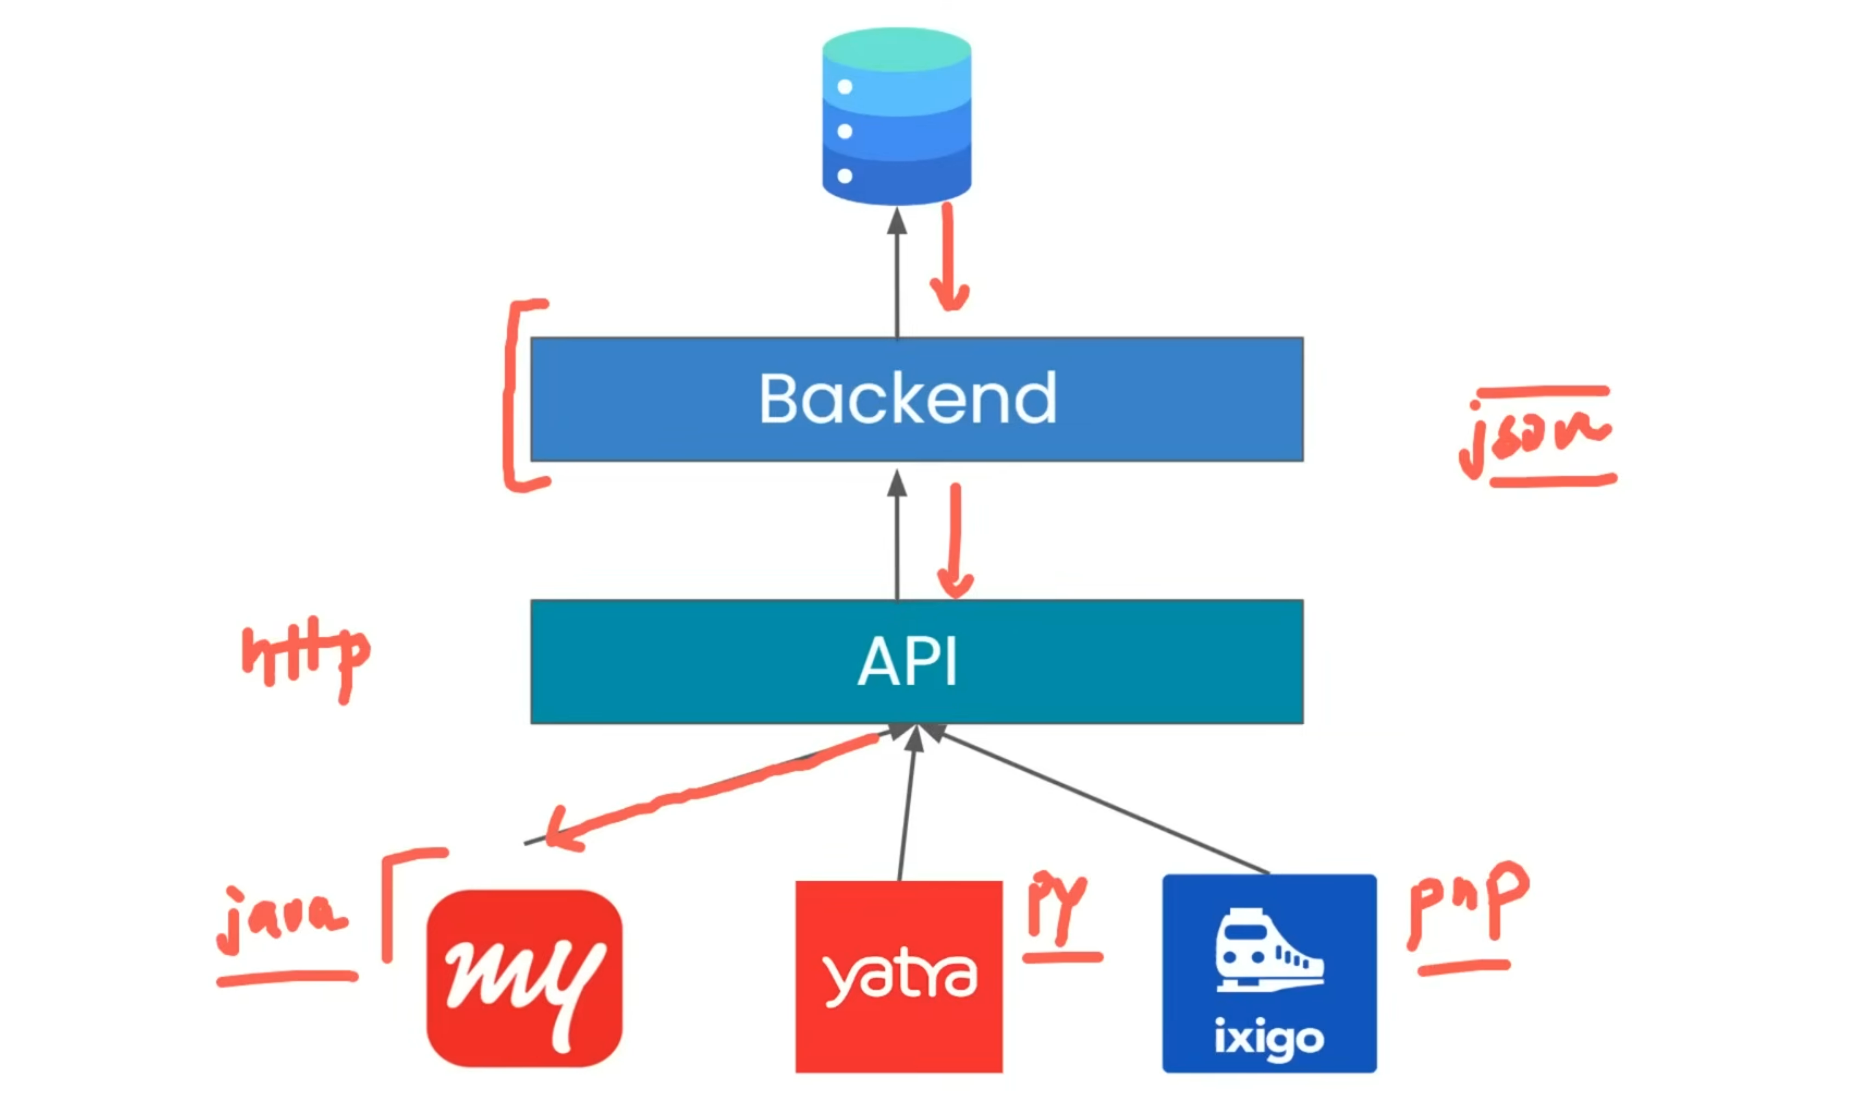 Backend
json
http
API
java
my
yatra
py
ixigo
php